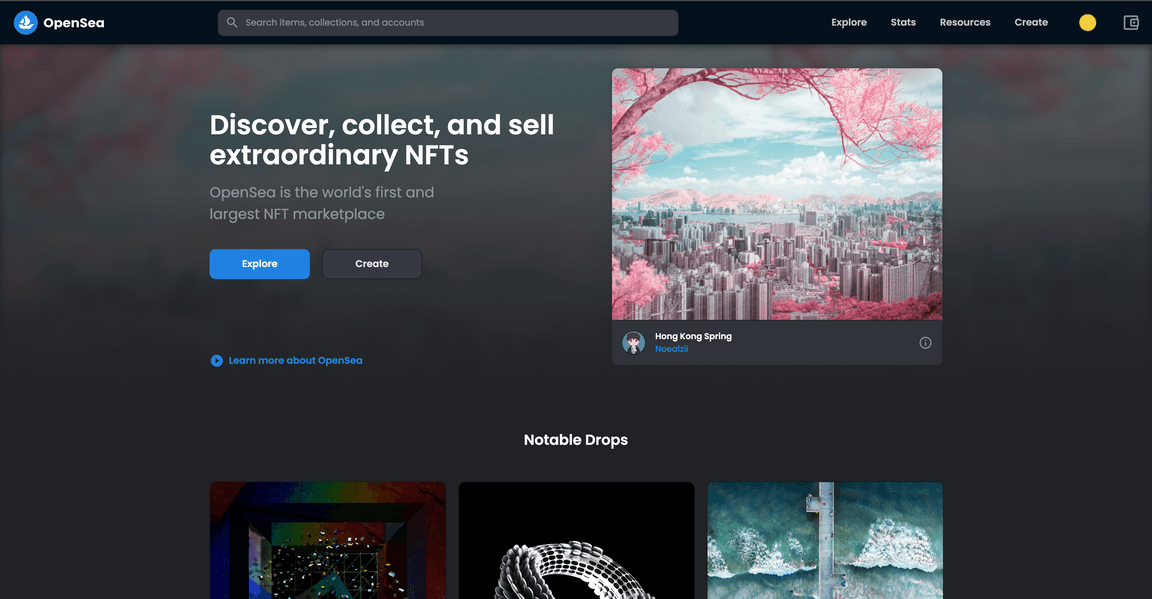 OpenSea
Search items, collections, and accounts
Explore
Stats
Resources
Create
Discover, collect, and sell
extraordinary NFTs
OpenSea is the world's first and
largest NFT marketplace
Explore
Create
Hong Kong Spring
Noealzii
Learn more about OpenSea
Notable Drops